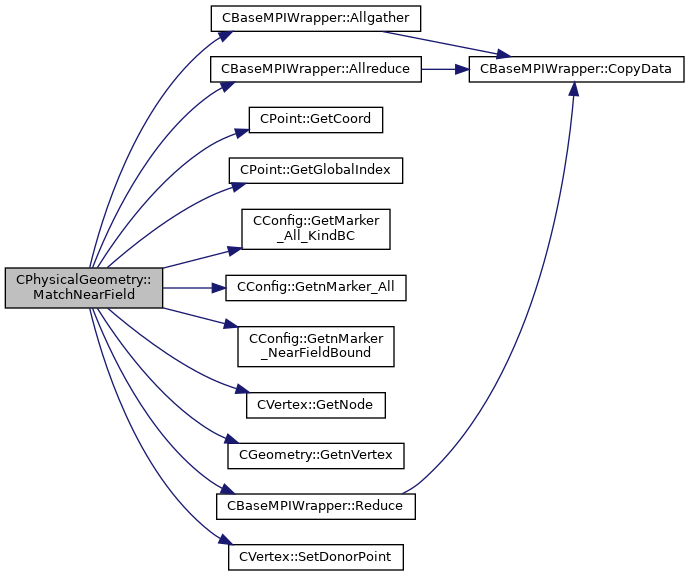 CBaseMPIWrapper::Allgather
CBaseMPIWrapper::Allreduce
CBaseMPIWrapper::CopyData
CPoint::GetCoord
CPoint::GetGlobalIndex
CConfig::GetMarker
_All_KindBC
CPhysicalGeometry::
MatchNearField
CConfig::GetnMarker_All
CConfig::GetnMarker
_NearFieldBound
CVertex::GetNode
CGeometry::GetnVertex
CBaseMPIWrapper::Reduce
CVertex::SetDonorPoint